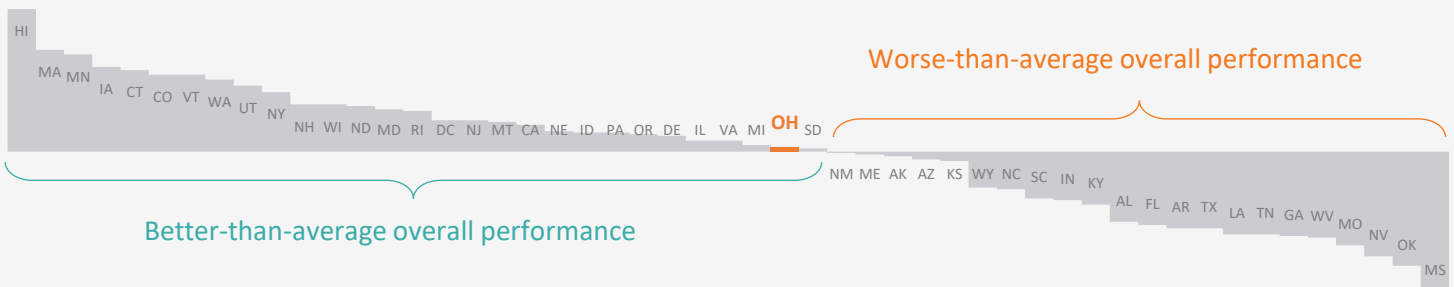 HI
MA MN IA CT CO VT WA UT NY NH WI ND MD RI DC NJ MT CA NE ID PA OR DE IL VA MI OH SD
Worse-than-average overall performance
NM ME AK AZ KS WY NC SC IN KY AL FL AR TX LA TN GA WV MO NV OK MS
Better-than-average overall performance